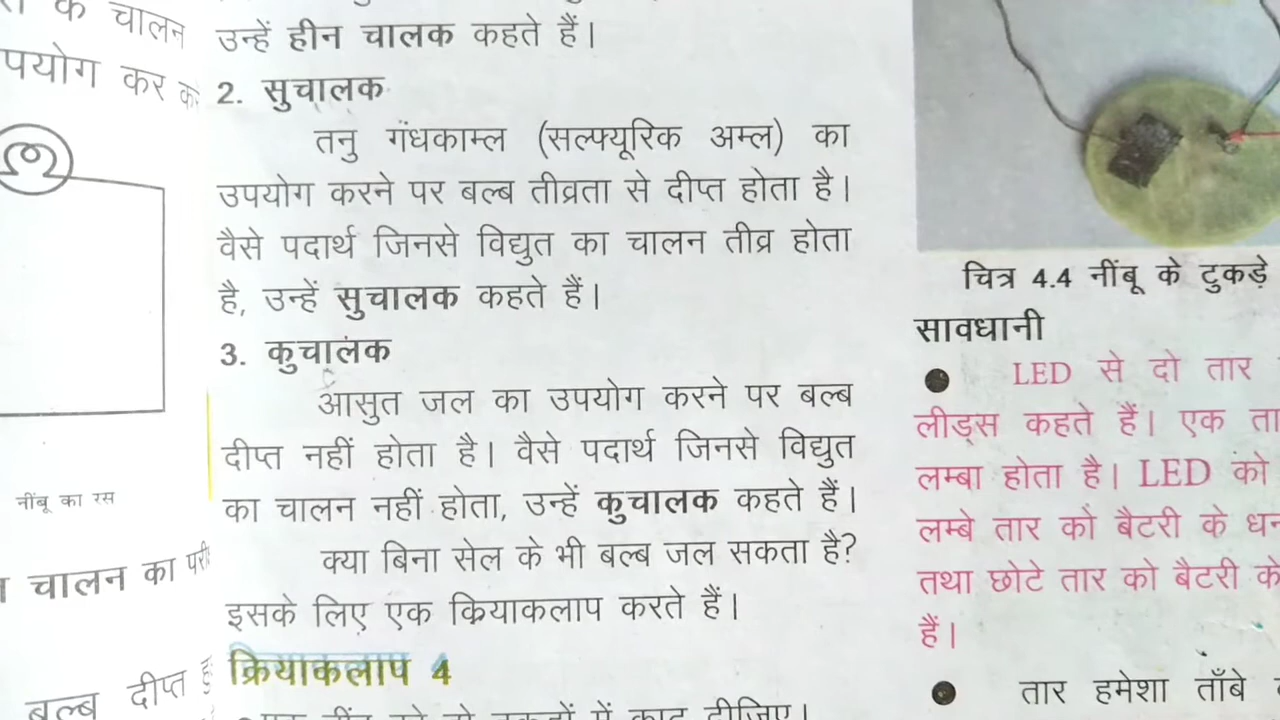 के चालन
पयोग कर
नींबू का रस
चालन का
बल्ब दीप्त
उन्हें हीन चालक कहते हैं।
2. सुचालक
तनु गंधकाम्ल (सल्फ्यूरिक अम्ल) का
उपयोग करने पर बल्ब तीव्रता से दीप्त होता है।
वैसे पदार्थ जिनसे विद्युत का चालन तीव्र होता
है, उन्हें सुचालक कहते हैं।
3. कुचालक
आसुत जल का उपयोग करने पर बल्ब
दीप्त नहीं होता है। वैसे पदार्थ जिनसे विद्युत
का चालन नहीं होता, उन्हें कुचालक कहते हैं।
क्या बिना सेल के भी बल्ब जल सकता है?
इसके लिए एक क्रियाकलाप करते हैं।
क्रियाकलाप 4
में काट दीजिए।
चित्र 4.4 नींबू के टुकड़े
सावधानी
● LED से दो तार
लीड्स कहते हैं। एक
लम्बा होता है। LED को
लम्बे तार को बैटरी के
तथा छोटे तार को बैटरी के
हैं।
● तार हमेशा ताँबे